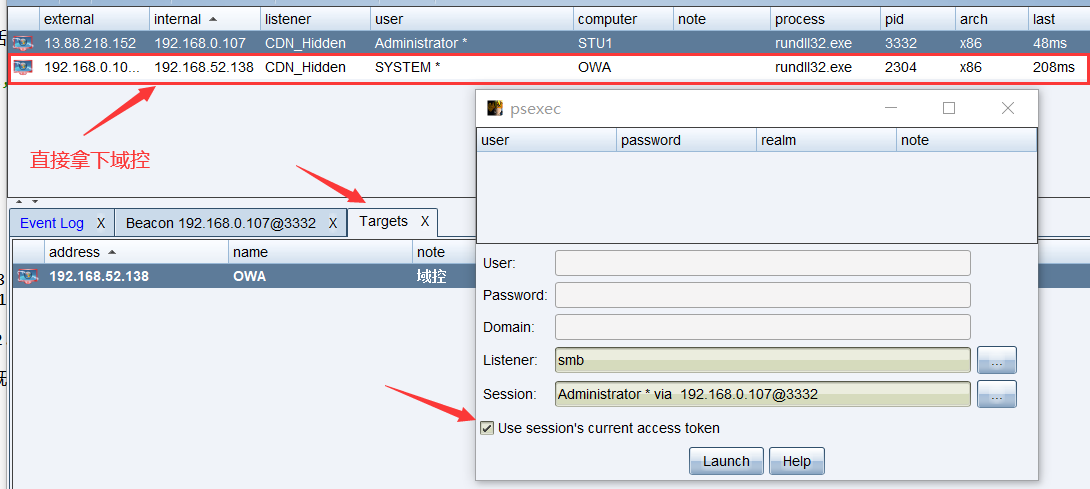 external internal listener user computer note process pid arch last
13.88.218.152 192.168.0.107 CDN_Hidden Administrator * STU1 rundll32.exe 3332 x86 48ms
192.168.0.10... 192.168.52.138 CDN_Hidden SYSTEM * OWA rundll32.exe 2304 x86 208ms
直接拿下域控
psexec
user password realm note
Event Log X Beacon 192.168.0.107@3332 X Targets X
address name note
192.168.52.138 OWA 域控
User:
Password:
Domain:
Listener: smb ...
Session: Administrator * via 192.168.0.107@3332 ...
Use session's current access token
Launch Help